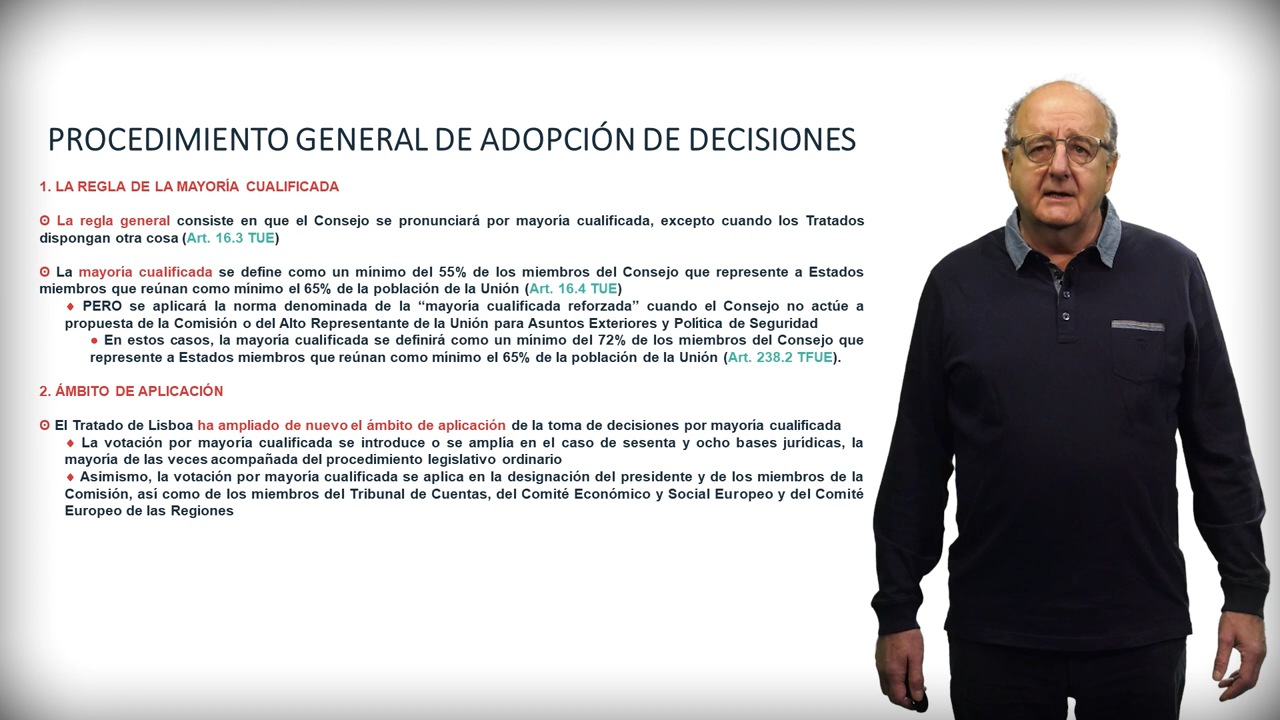 PROCEDIMIENTO GENERAL DE ADOPCIÓN DE DECISIONES
1. LA REGLA DE LA MAYORÍA CUALIFICADA
ʘ La regla general consiste en que el Consejo se pronunciará por mayoría cualificada, excepto cuando los Tratados
dispongan otra cosa (Art. 16.3 TUE)
ʘ La mayoría cualificada se define como un mínimo del 55% de los miembros del Consejo que represente a Estados
miembros que reúnan como mínimo el 65% de la población de la Unión (Art. 16.4 TUE)
♦ PERO se aplicará la norma denominada de la “mayoría cualificada reforzada” cuando el Consejo no actúe a
propuesta de la Comisión o del Alto Representante de la Unión para Asuntos Exteriores y Política de Seguridad
● En estos casos, la mayoría cualificada se definirá como un mínimo del 72% de los miembros del Consejo que
represente a Estados miembros que reúnan como mínimo el 65% de la población de la Unión (Art. 238.2 TFUE).
2. ÁMBITO DE APLICACIÓN
ʘ El Tratado de Lisboa ha ampliado de nuevo el ámbito de aplicación de la toma de decisiones por mayoría cualificada
♦ La votación por mayoría cualificada se introduce o se amplía en el caso de sesenta y ocho bases jurídicas, la
mayoría de las veces acompañada del procedimiento legislativo ordinario
♦ Asimismo, la votación por mayoría cualificada se aplica en la designación del presidente y de los miembros de la
Comisión, así como de los miembros del Tribunal de Cuentas, del Comité Económico y Social Europeo y del Comité
Europeo de las Regiones